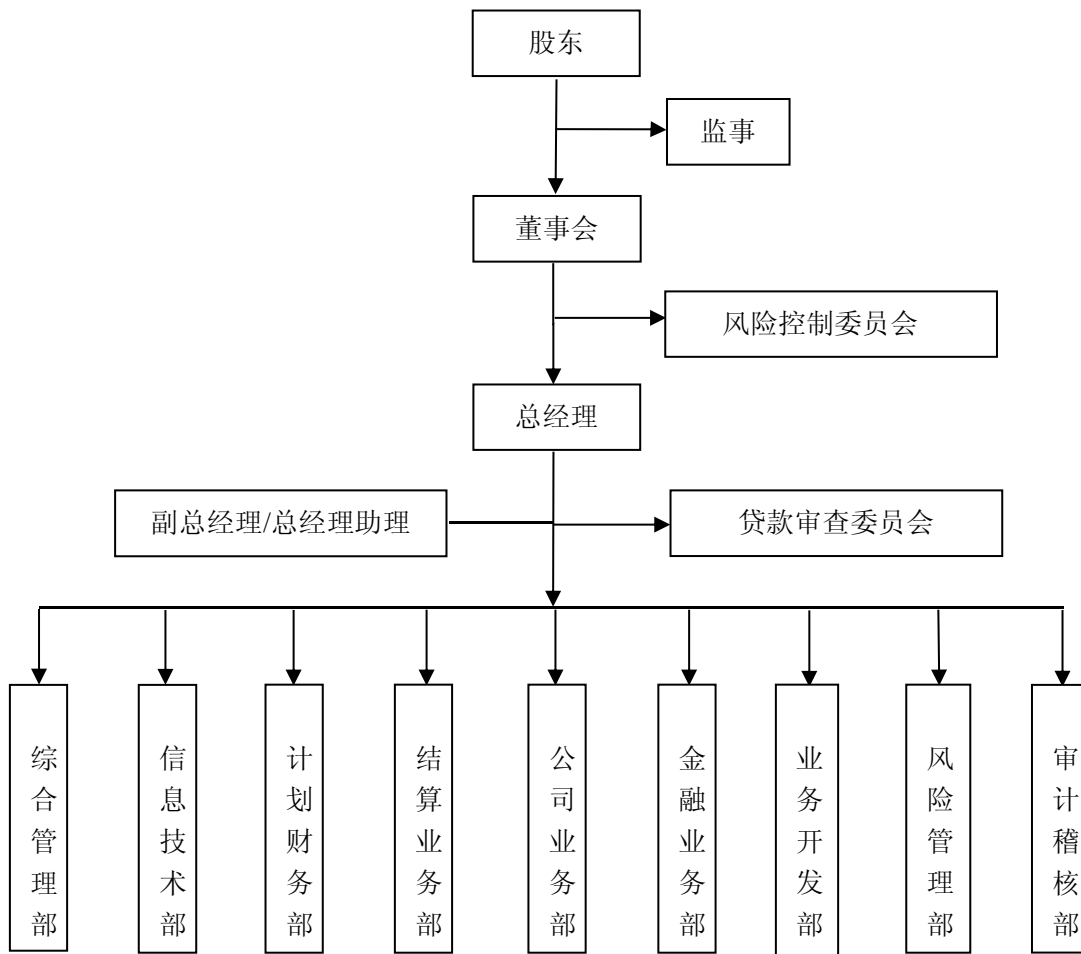 股东
监事
董事会
风险控制委员会
总经理
副总经理/总经理助理
贷款审查委员会
综合管理部
信息技术部
计划财务部
结算业务部
公司业务部
金融业务部
业务开发部
风险管理部
审计稽核部